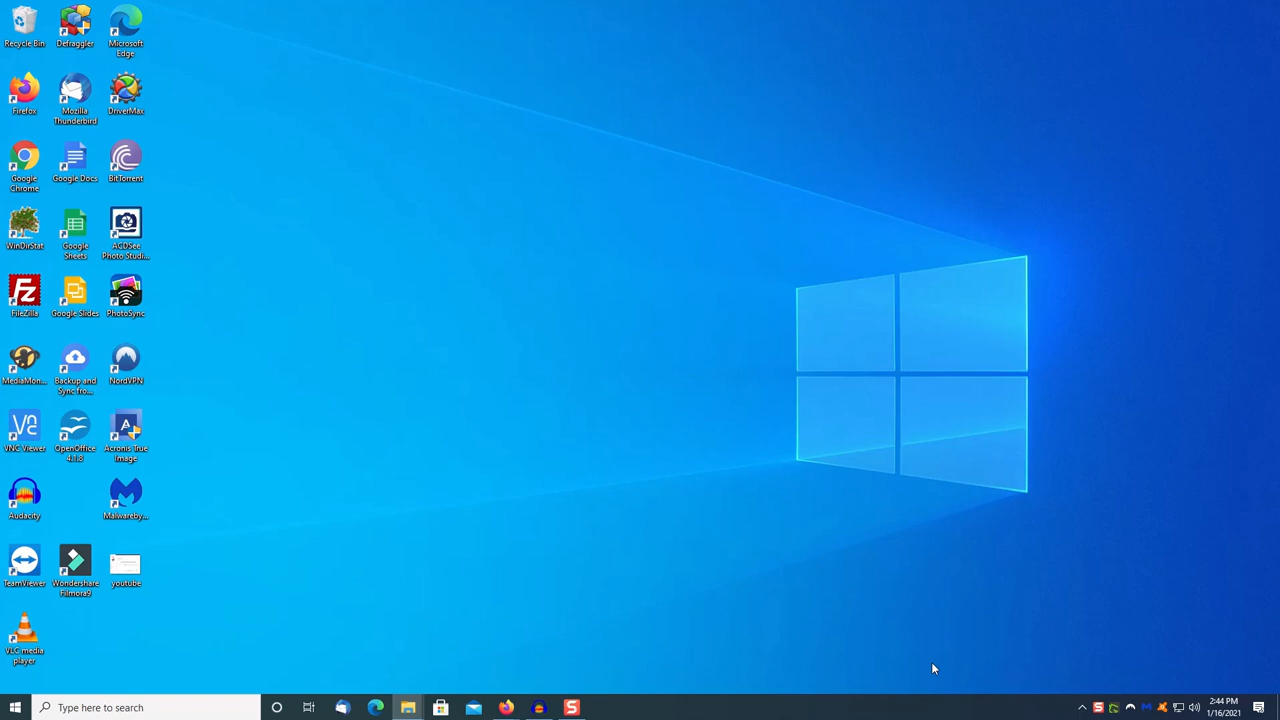 Recycle Bin
Defraggler
Microsoft
Edge
Firefox
Mozilla
Thunderbird
DriverMax
Google
Chrome
Google Docs
BitTorrent
WinDirStat
Google
Sheets
ACDSee
Photo Studi...
FileZilla
Google Slides
PhotoSync
MediaMon...
Backup and
Sync fro...
NordVPN
VNC Viewer
OpenOffice
4.1.8
Acronis True
Image
Audacity
Malwareby...
TeamViewer
Wondershare
Filmora9
youtube
VLC media
player
Type here to search
2:44 PM
1/16/2021